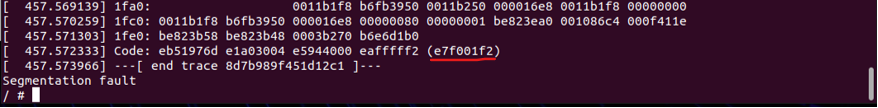 [  457.569139] 1fa0:                   0011b1f8 b6fb3950 0011b250 000016e8 0011b1f8 00000000
[  457.570259] 1fc0: 0011b1f8 b6fb3950 000016e8 00000080 00000001 be823ea0 001086c4 000f411e
[  457.571303] 1fe0: be823b58 be823b48 0003b270 b6e6d1b0
[  457.572333] Code: eb51976d e1a03004 e5944000 eafffff2 (e7f001f2)
[  457.573966] ---[ end trace 8d7b989f451d12c1 ]---
Segmentation fault
/ #